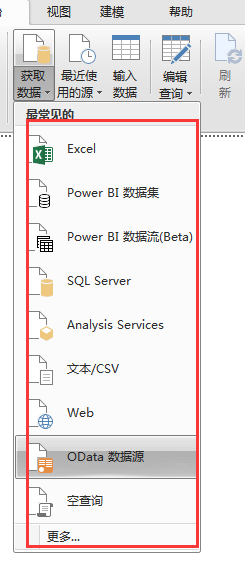 视图 建模 帮助
获取 最近使 输入 编辑 刷
数据 用的源 数据 查询 新
最常见的
Excel
Power BI 数据集
Power BI 数据流(Beta)
SQL Server
Analysis Services
文本/CSV
Web
OData 数据源
空查询
更多...